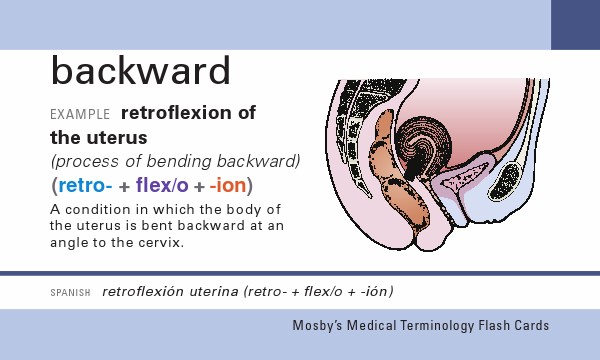 backward
EXAMPLE retroflexion of
the uterus
(process of bending backward)
(retro- + flex/o + -ion)
A condition in which the body of
the uterus is bent backward at an
angle to the cervix.
SPANISH retroflexión uterina (retro- + flex/o + -ión)
Mosby's Medical Terminology Flash Cards